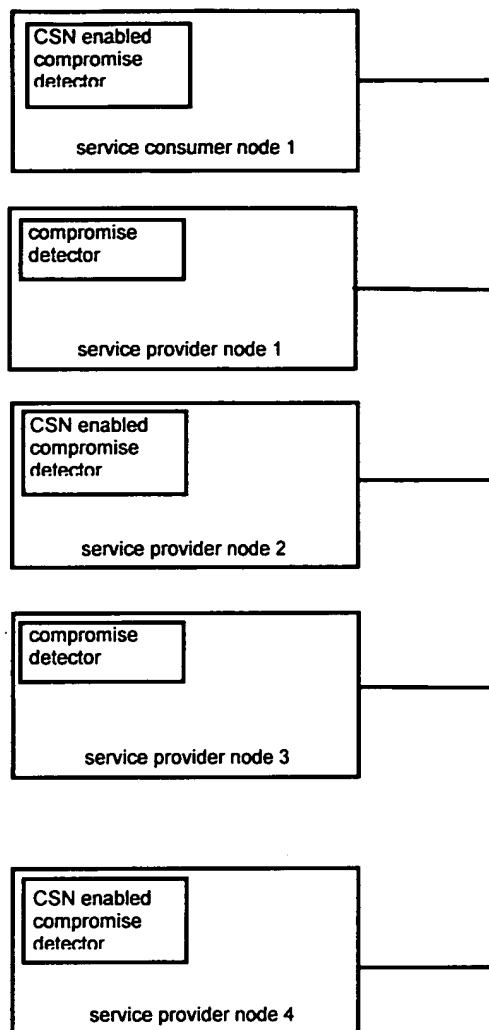 CSN enabled
compromise
detector
service consumer node 1
compromise
detector
service provider node 1
CSN enabled
compromise
detector
service provider node 2
compromise
detector
service provider node 3
CSN enabled
compromise
detector
service provider node 4